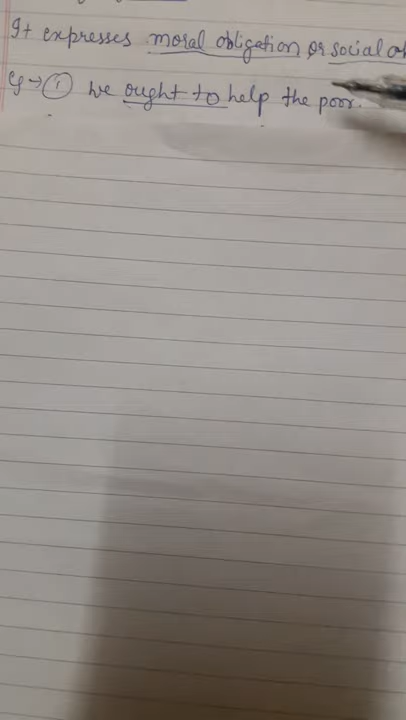 It expresses moral obligation or social
eg → ① We ought to help the poor.